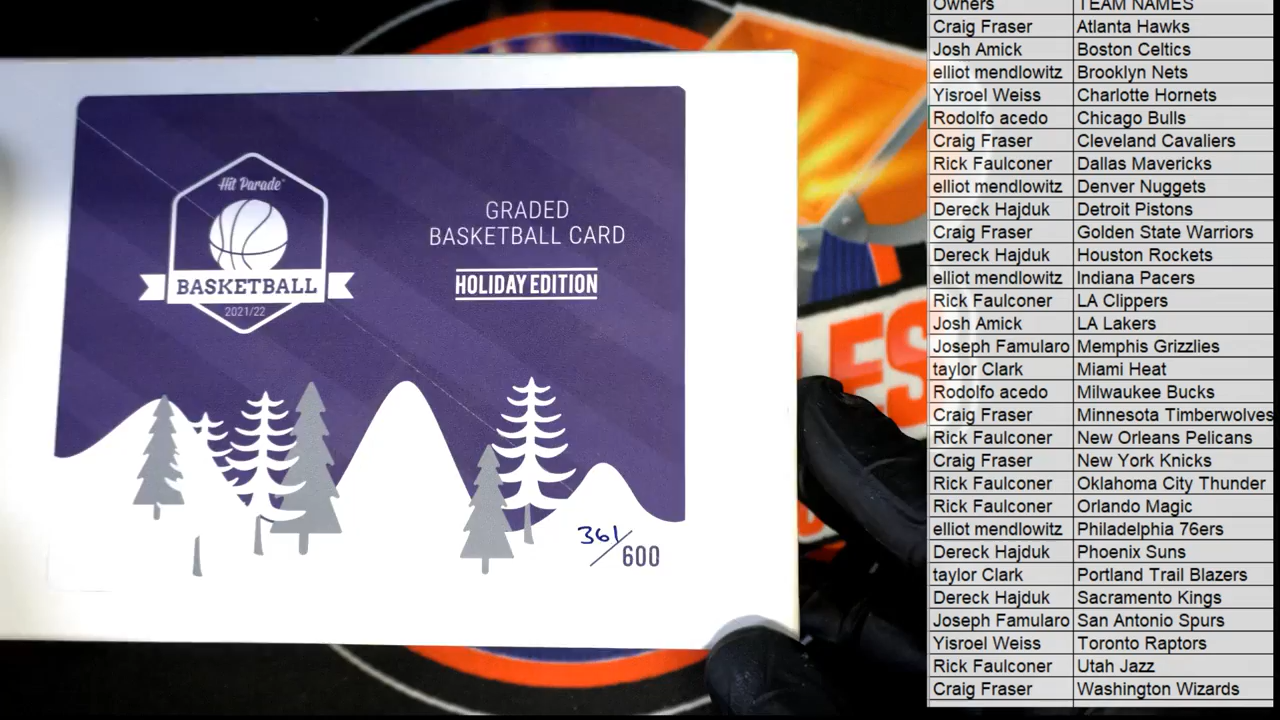 Hit Parade
BASKETBALL
2021/22
GRADED
BASKETBALL CARD
HOLIDAY EDITION
361/600
LES
Owners TEAM NAMES
Craig Fraser Atlanta Hawks
Josh Amick Boston Celtics
elliot mendlowitz Brooklyn Nets
Yisroel Weiss Charlotte Hornets
Rodolfo acedo Chicago Bulls
Craig Fraser Cleveland Cavaliers
Rick Faulconer Dallas Mavericks
elliot mendlowitz Denver Nuggets
Dereck Hajduk Detroit Pistons
Craig Fraser Golden State Warriors
Dereck Hajduk Houston Rockets
elliot mendlowitz Indiana Pacers
Rick Faulconer LA Clippers
Josh Amick LA Lakers
Joseph Famularo Memphis Grizzlies
taylor Clark Miami Heat
Rodolfo acedo Milwaukee Bucks
Craig Fraser Minnesota Timberwolves
Rick Faulconer New Orleans Pelicans
Craig Fraser New York Knicks
Rick Faulconer Oklahoma City Thunder
Rick Faulconer Orlando Magic
elliot mendlowitz Philadelphia 76ers
Dereck Hajduk Phoenix Suns
taylor Clark Portland Trail Blazers
Dereck Hajduk Sacramento Kings
Joseph Famularo San Antonio Spurs
Yisroel Weiss Toronto Raptors
Rick Faulconer Utah Jazz
Craig Fraser Washington Wizards